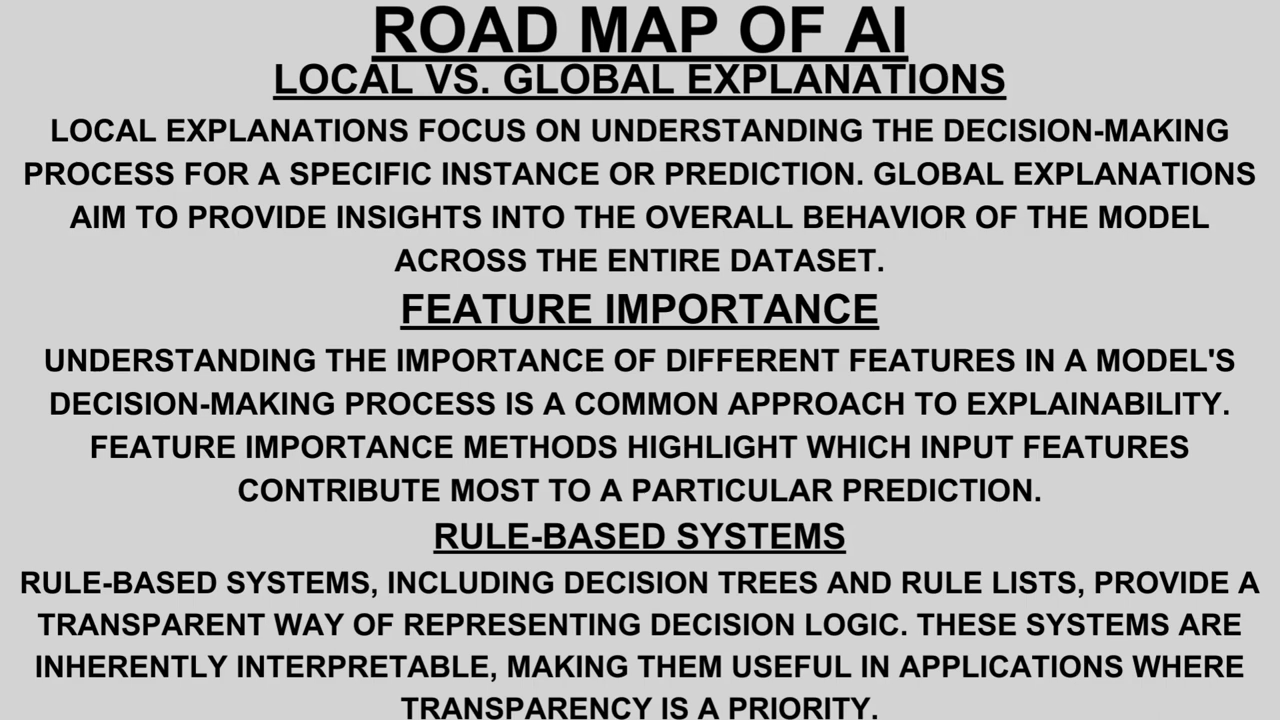 ROAD MAP OF AI
LOCAL VS. GLOBAL EXPLANATIONS
LOCAL EXPLANATIONS FOCUS ON UNDERSTANDING THE DECISION-MAKING
PROCESS FOR A SPECIFIC INSTANCE OR PREDICTION. GLOBAL EXPLANATIONS
AIM TO PROVIDE INSIGHTS INTO THE OVERALL BEHAVIOR OF THE MODEL
ACROSS THE ENTIRE DATASET.
FEATURE IMPORTANCE
UNDERSTANDING THE IMPORTANCE OF DIFFERENT FEATURES IN A MODEL'S
DECISION-MAKING PROCESS IS A COMMON APPROACH TO EXPLAINABILITY.
FEATURE IMPORTANCE METHODS HIGHLIGHT WHICH INPUT FEATURES
CONTRIBUTE MOST TO A PARTICULAR PREDICTION.
RULE-BASED SYSTEMS
RULE-BASED SYSTEMS, INCLUDING DECISION TREES AND RULE LISTS, PROVIDE A
TRANSPARENT WAY OF REPRESENTING DECISION LOGIC. THESE SYSTEMS ARE
INHERENTLY INTERPRETABLE, MAKING THEM USEFUL IN APPLICATIONS WHERE
TRANSPARENCY IS A PRIORITY.